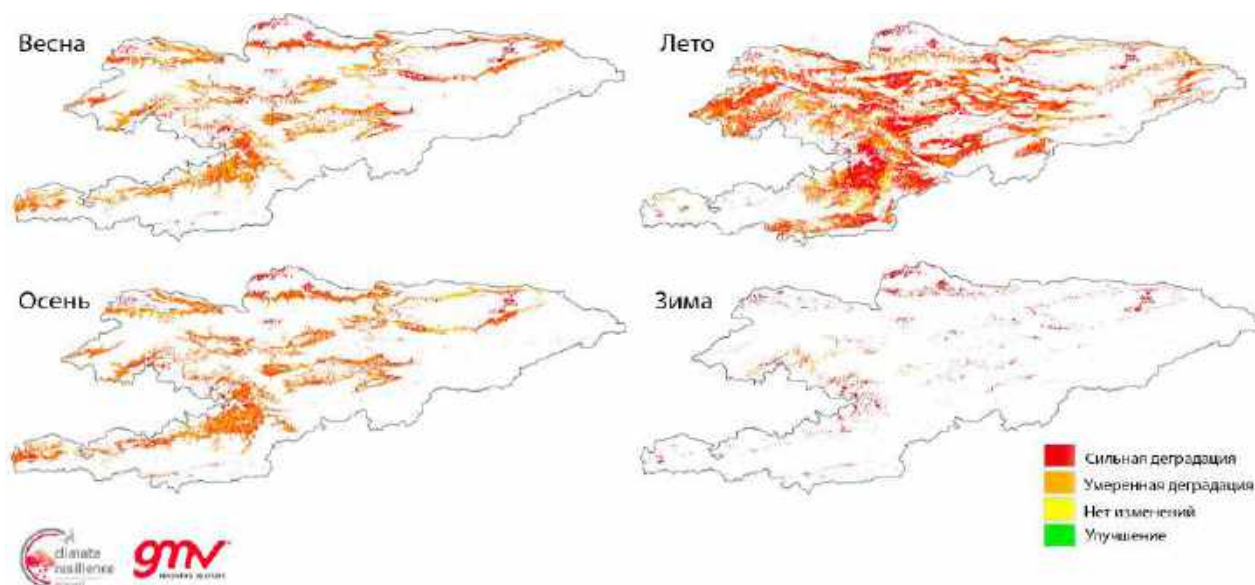 Весна
Лето
Осень
Зима
Сильная деградация
Умеренная деградация
Нет изменений
Улучшение
climate
resilience
gmv